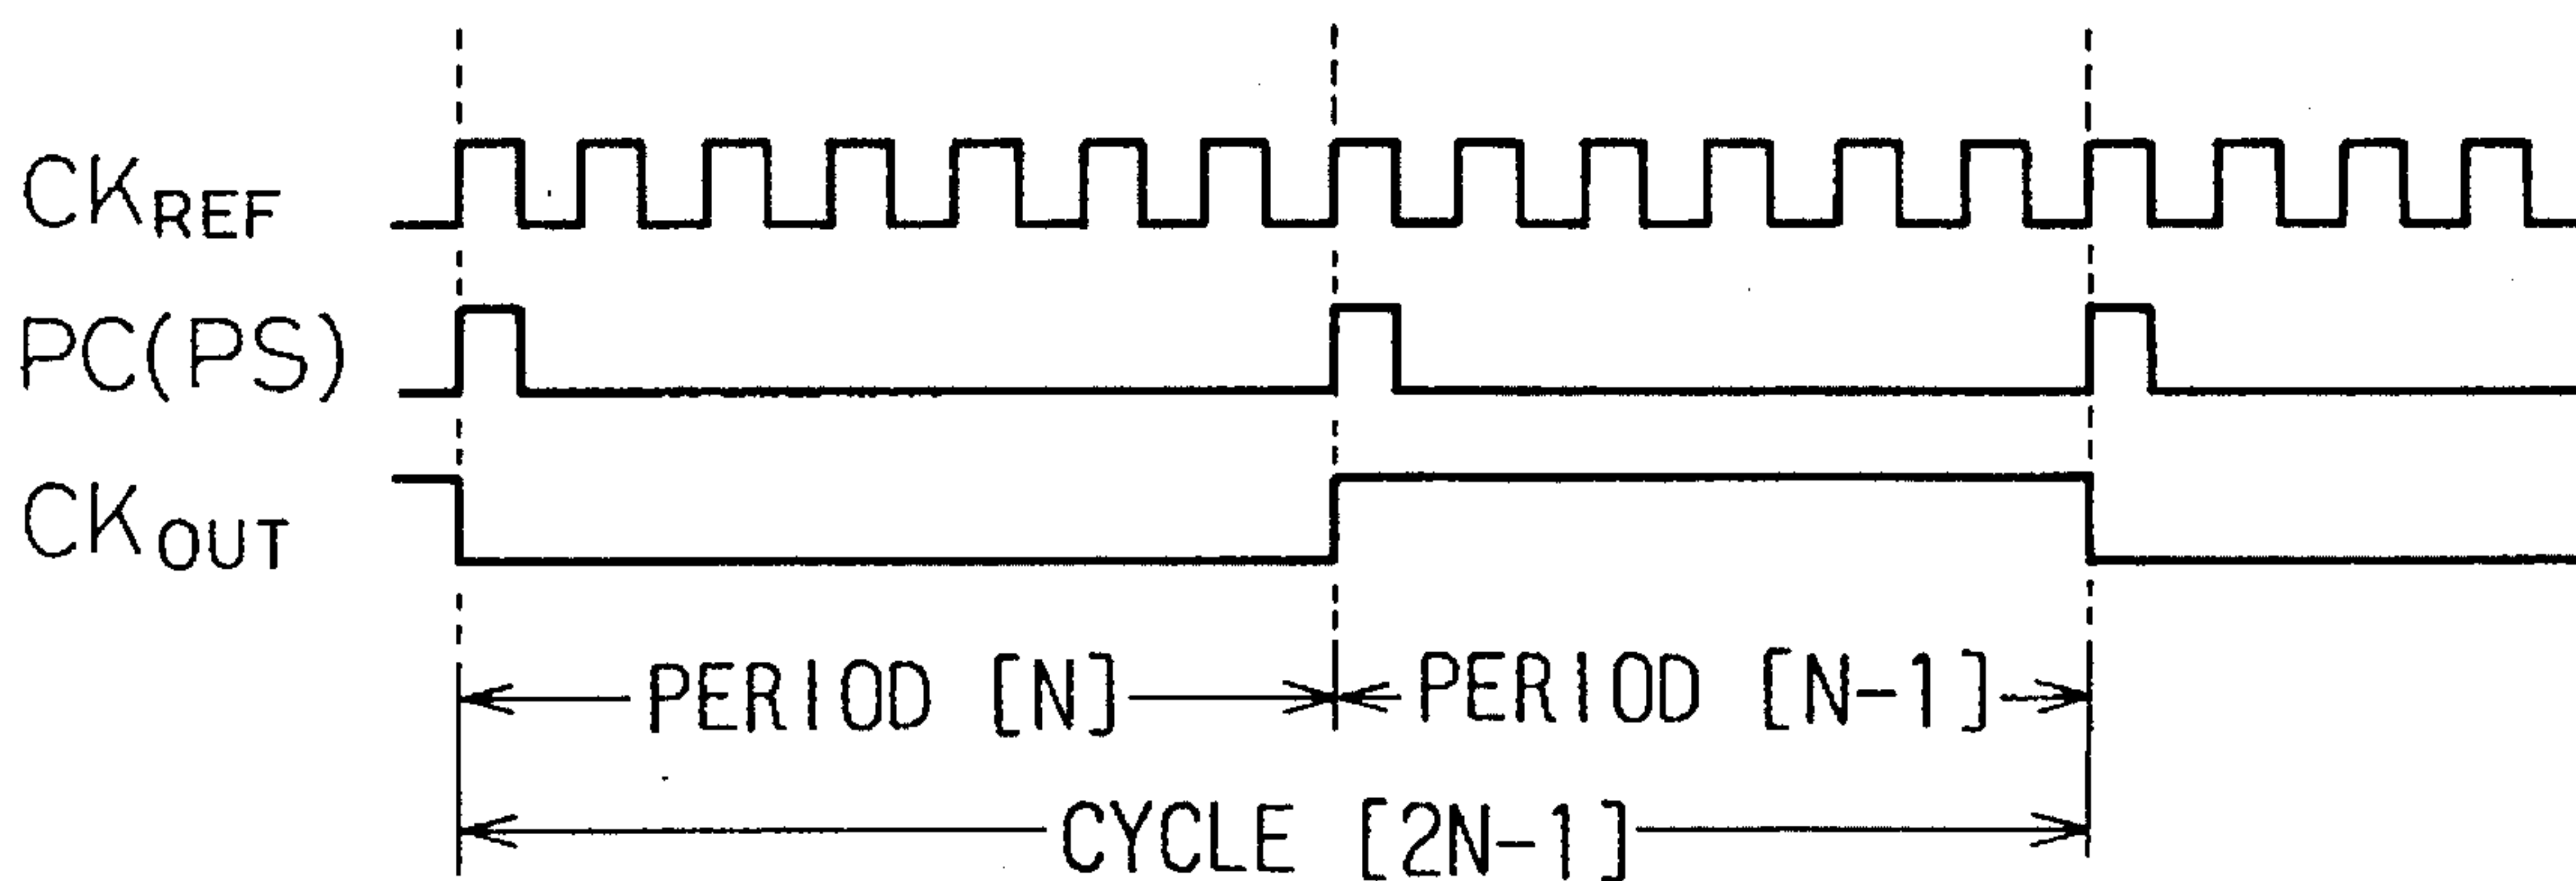 CKREF
PC(PS)
CKOUT
PERIOD [N] PERIOD [N-1]
CYCLE [2N-1]